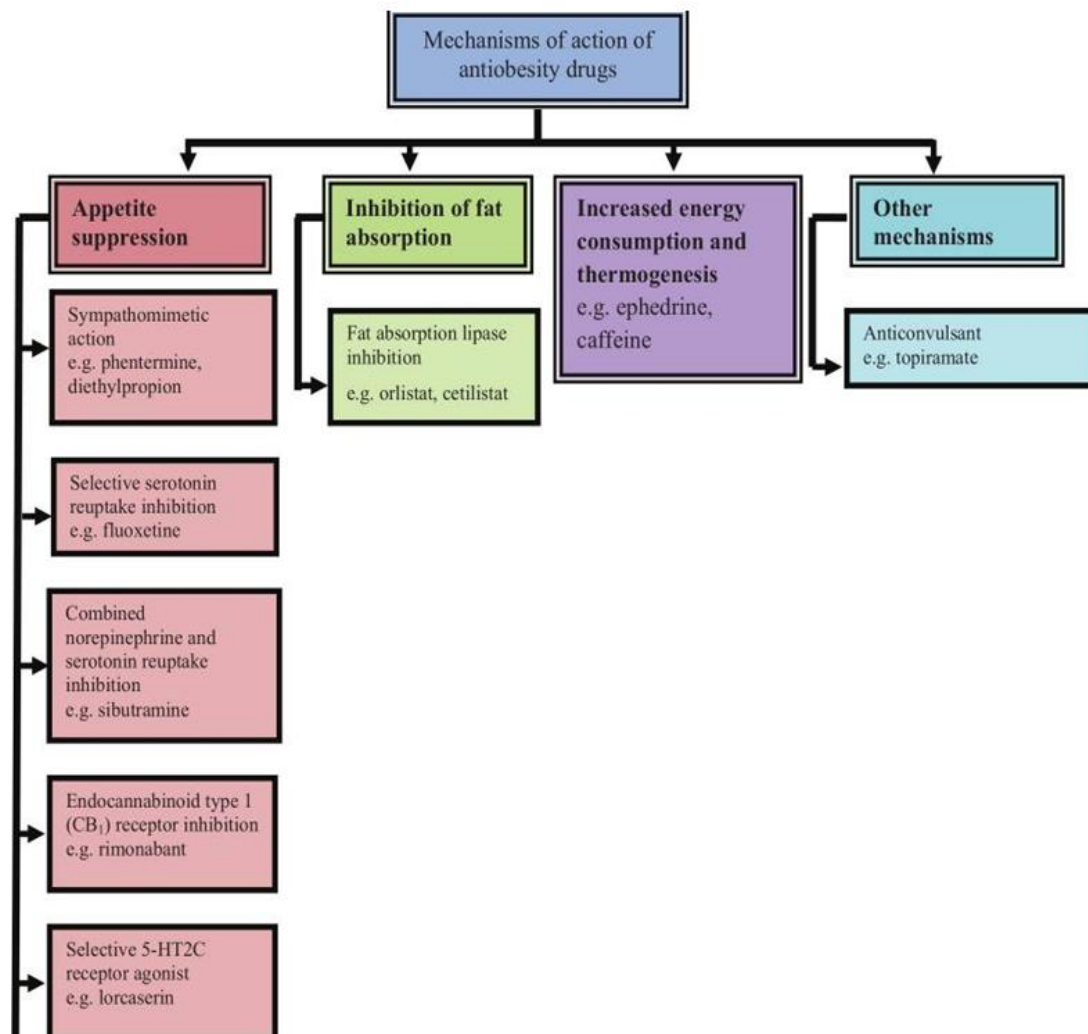 Mechanisms of action of
antiobesity drugs
Appetite
suppression
Sympathomimetic
action
e.g. phentermine,
diethylpropion
Selective serotonin
reuptake inhibition
e.g. fluoxetine
Combined
norepinephrine and
serotonin reuptake
inhibition
e.g. sibutramine
Endocannabinoid type 1
(CB₁) receptor inhibition
e.g. rimonabant
Selective 5-HT2C
receptor agonist
e.g. lorcaserin
Inhibition of fat
absorption
Fat absorption lipase
inhibition
e.g. orlistat, cetilistat
Increased energy
consumption and
thermogenesis
e.g. ephedrine,
caffeine
Other
mechanisms
Anticonvulsant
e.g. topiramate